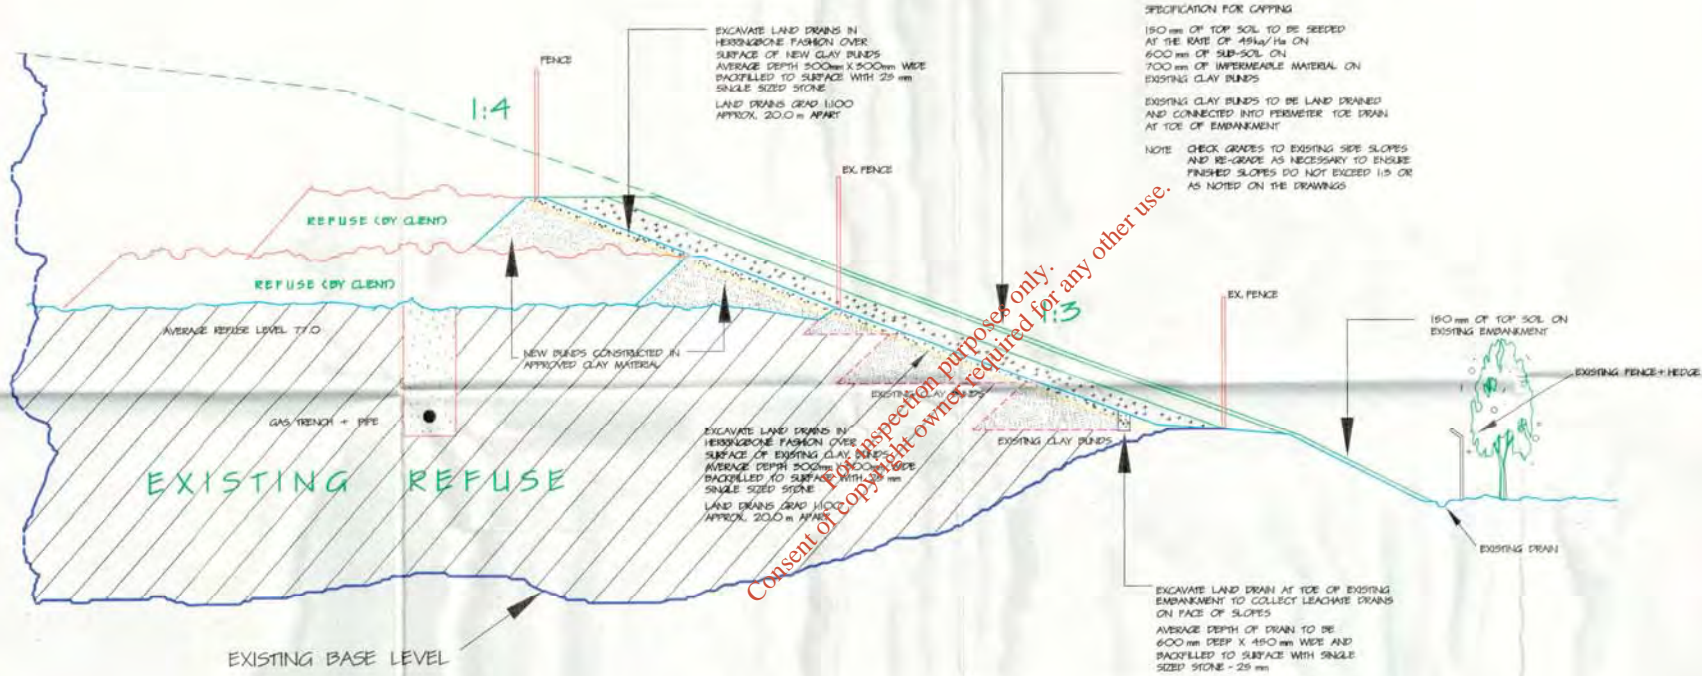 SPECIFICATION FOR CAPPING
150 mm OF TOP SOIL TO BE SEEDED
AT THE RATE OF 45kg/Ha ON
600 mm OF SUB-SOIL ON
700 mm OF IMPERMEABLE MATERIAL ON
EXISTING CLAY BUNDS
EXISTING CLAY BUNDS TO BE LAND DRAINED
AND CONNECTED INTO PERIMETER TOE DRAIN
AT TOE OF EMBANKMENT
NOTE CHECK GRADES TO EXISTING SIDE SLOPES
AND RE-GRADE AS NECESSARY TO ENSURE
FINISHED SLOPES DO NOT EXCEED 1:3 OR
AS NOTED ON THE DRAWINGS
EXCAVATE LAND DRAINS IN
HERRINGBONE FASHION OVER
SURFACE OF NEW CLAY BUNDS
AVERAGE DEPTH 300mm X 300mm WIDE
BACKFILLED TO SURFACE WITH 25 mm
SINGLE SIZED STONE
LAND DRAINS GRAD 1:100
APPROX. 20.0 m APART
FENCE
1:4
EX. FENCE
REFUSE (BY CLIENT)
REFUSE (BY CLIENT)
EX. FENCE
1:3
AVERAGE REFUSE LEVEL 77.0
150 mm OF TOP SOIL ON
EXISTING EMBANKMENT
NEW BUNDS CONSTRUCTED IN
APPROVED CLAY MATERIAL
EXISTING FENCE + HEDGE
EXISTING CLAY BUNDS
GAS TRENCH + PIPE
EXISTING CLAY BUNDS
EXCAVATE LAND DRAINS IN
HERRINGBONE FASHION OVER
SURFACE OF EXISTING CLAY BUNDS
AVERAGE DEPTH 300mm X 300mm WIDE
BACKFILLED TO SURFACE WITH 25 mm
SINGLE SIZED STONE
LAND DRAINS GRAD 1:100
APPROX. 20.0 m APART
EXISTING REFUSE
EXISTING DRAIN
EXCAVATE LAND DRAIN AT TOE OF EXISTING
EMBANKMENT TO COLLECT LEACHATE DRAINS
ON FACE OF SLOPES
AVERAGE DEPTH OF DRAIN TO BE
600 mm DEEP X 450 mm WIDE AND
BACKFILLED TO SURFACE WITH SINGLE
SIZED STONE - 25 mm
EXISTING BASE LEVEL
For inspection purposes only.
Consent of copyright owner required for any other use.